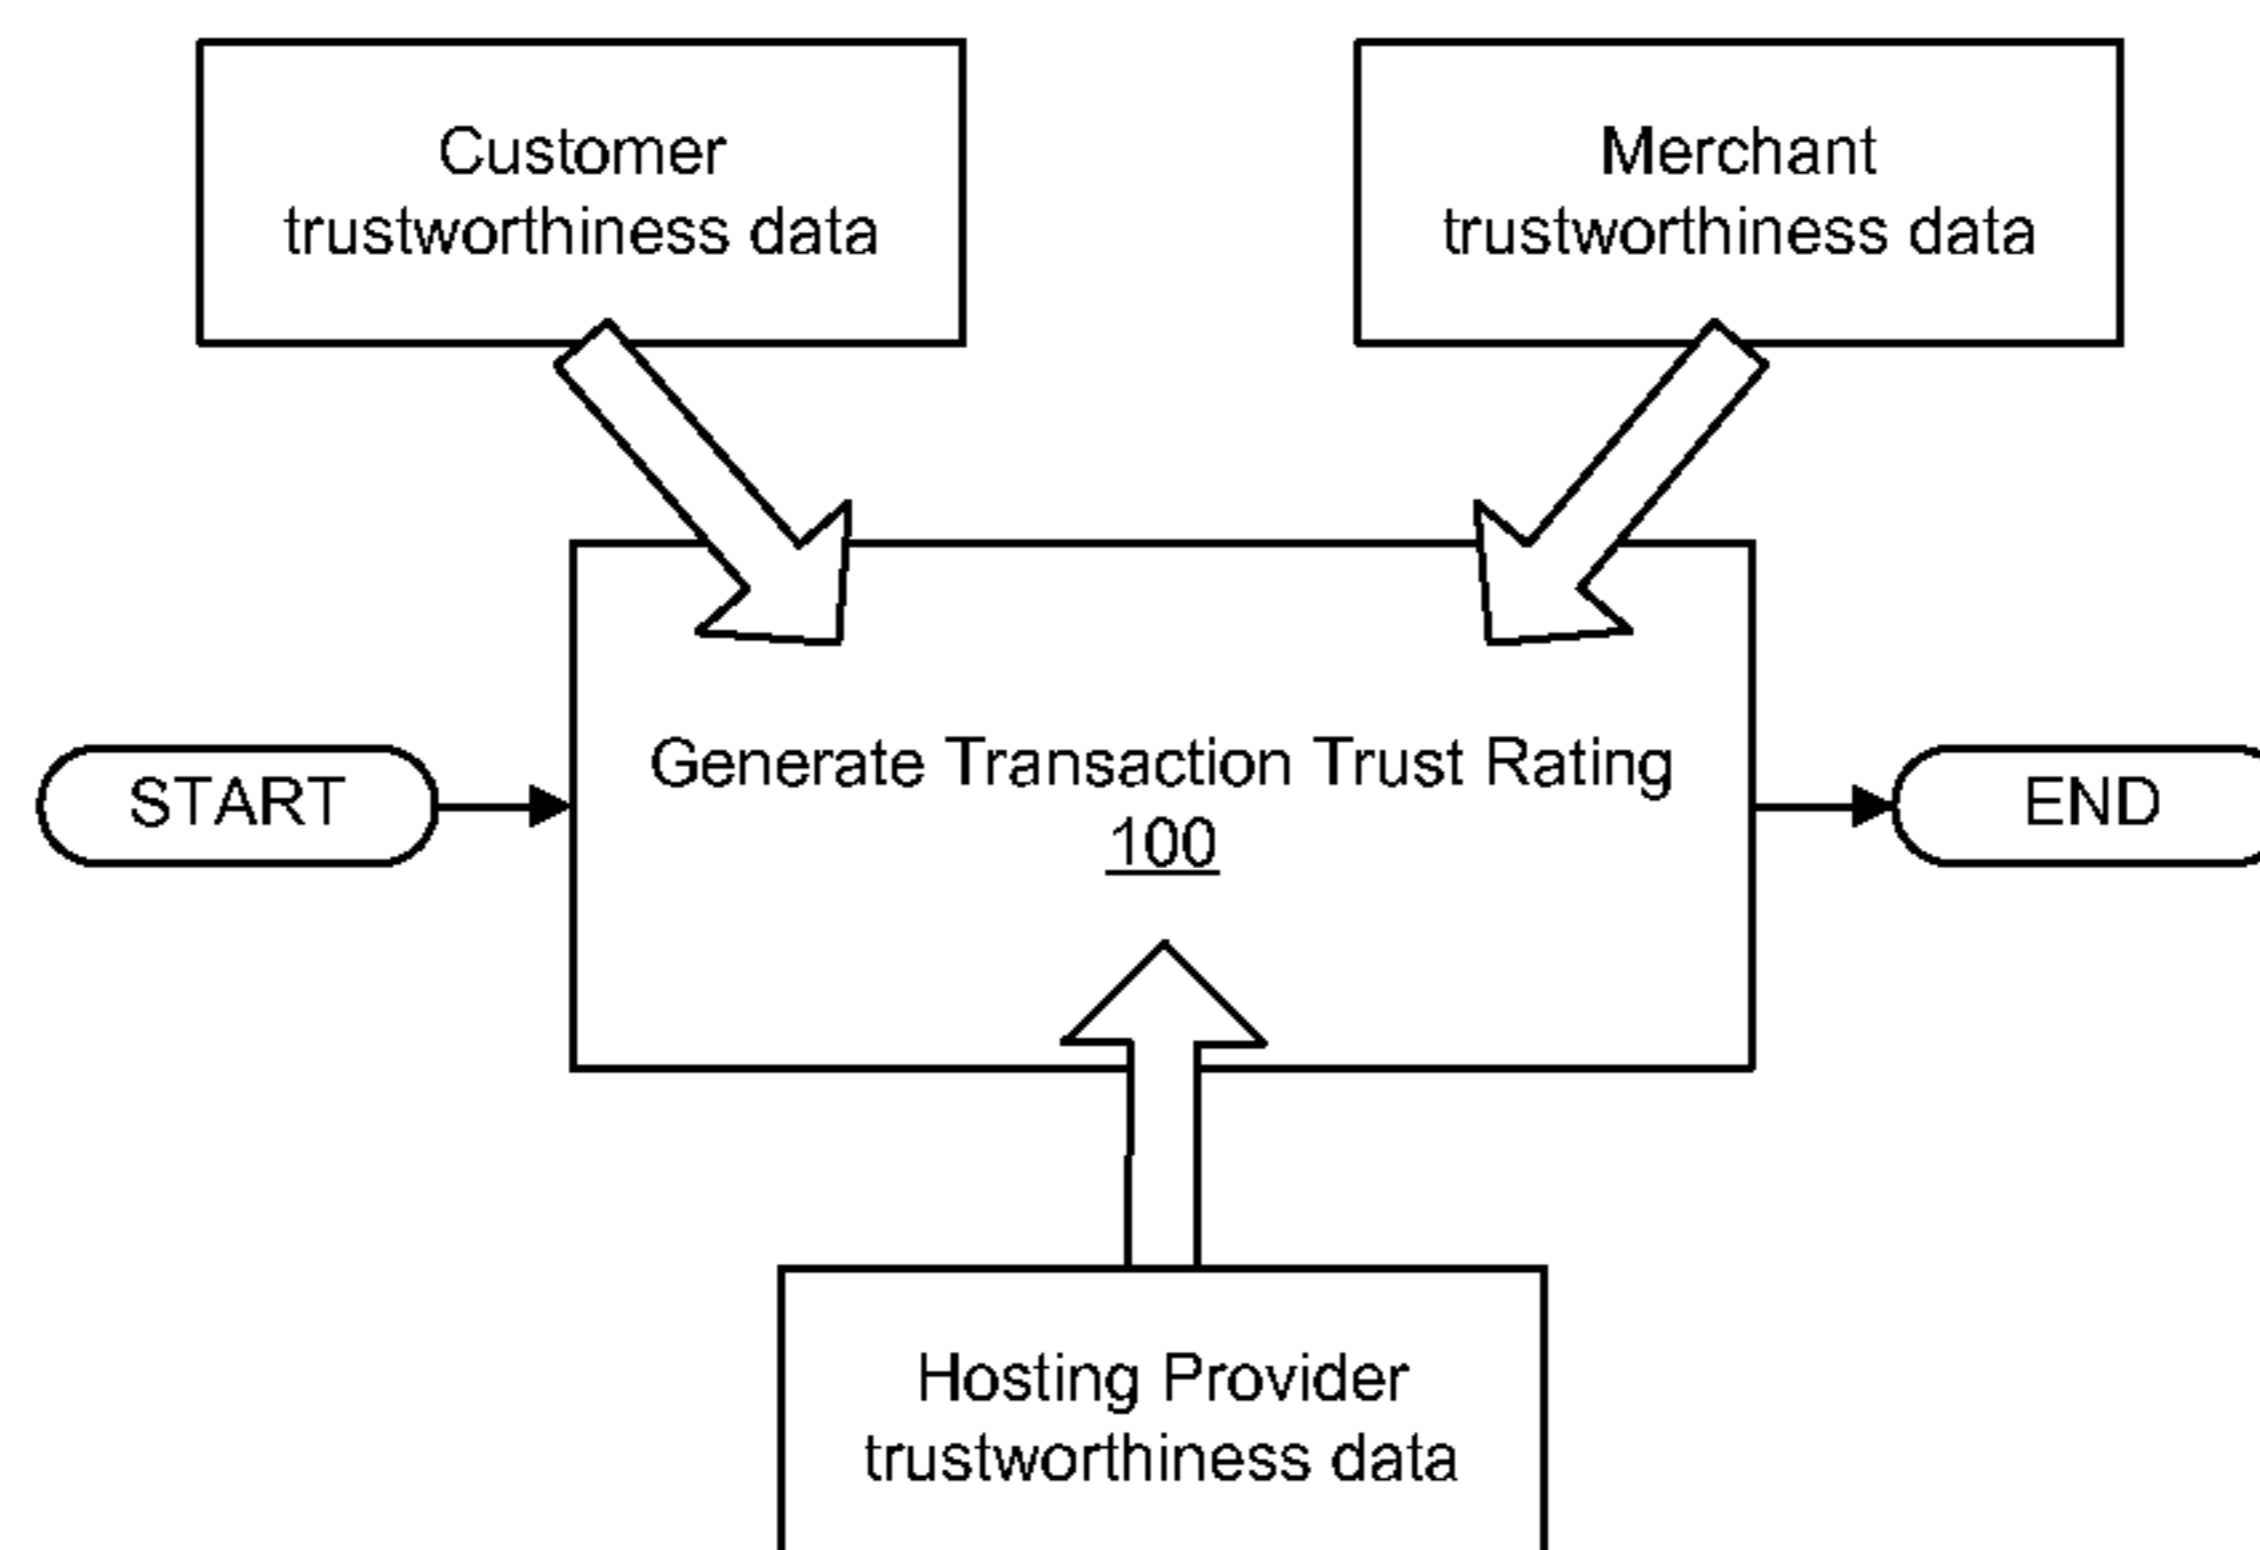 Customer
trustworthiness data
Merchant
trustworthiness data
START
Generate Transaction Trust Rating
100
END
Hosting Provider
trustworthiness data